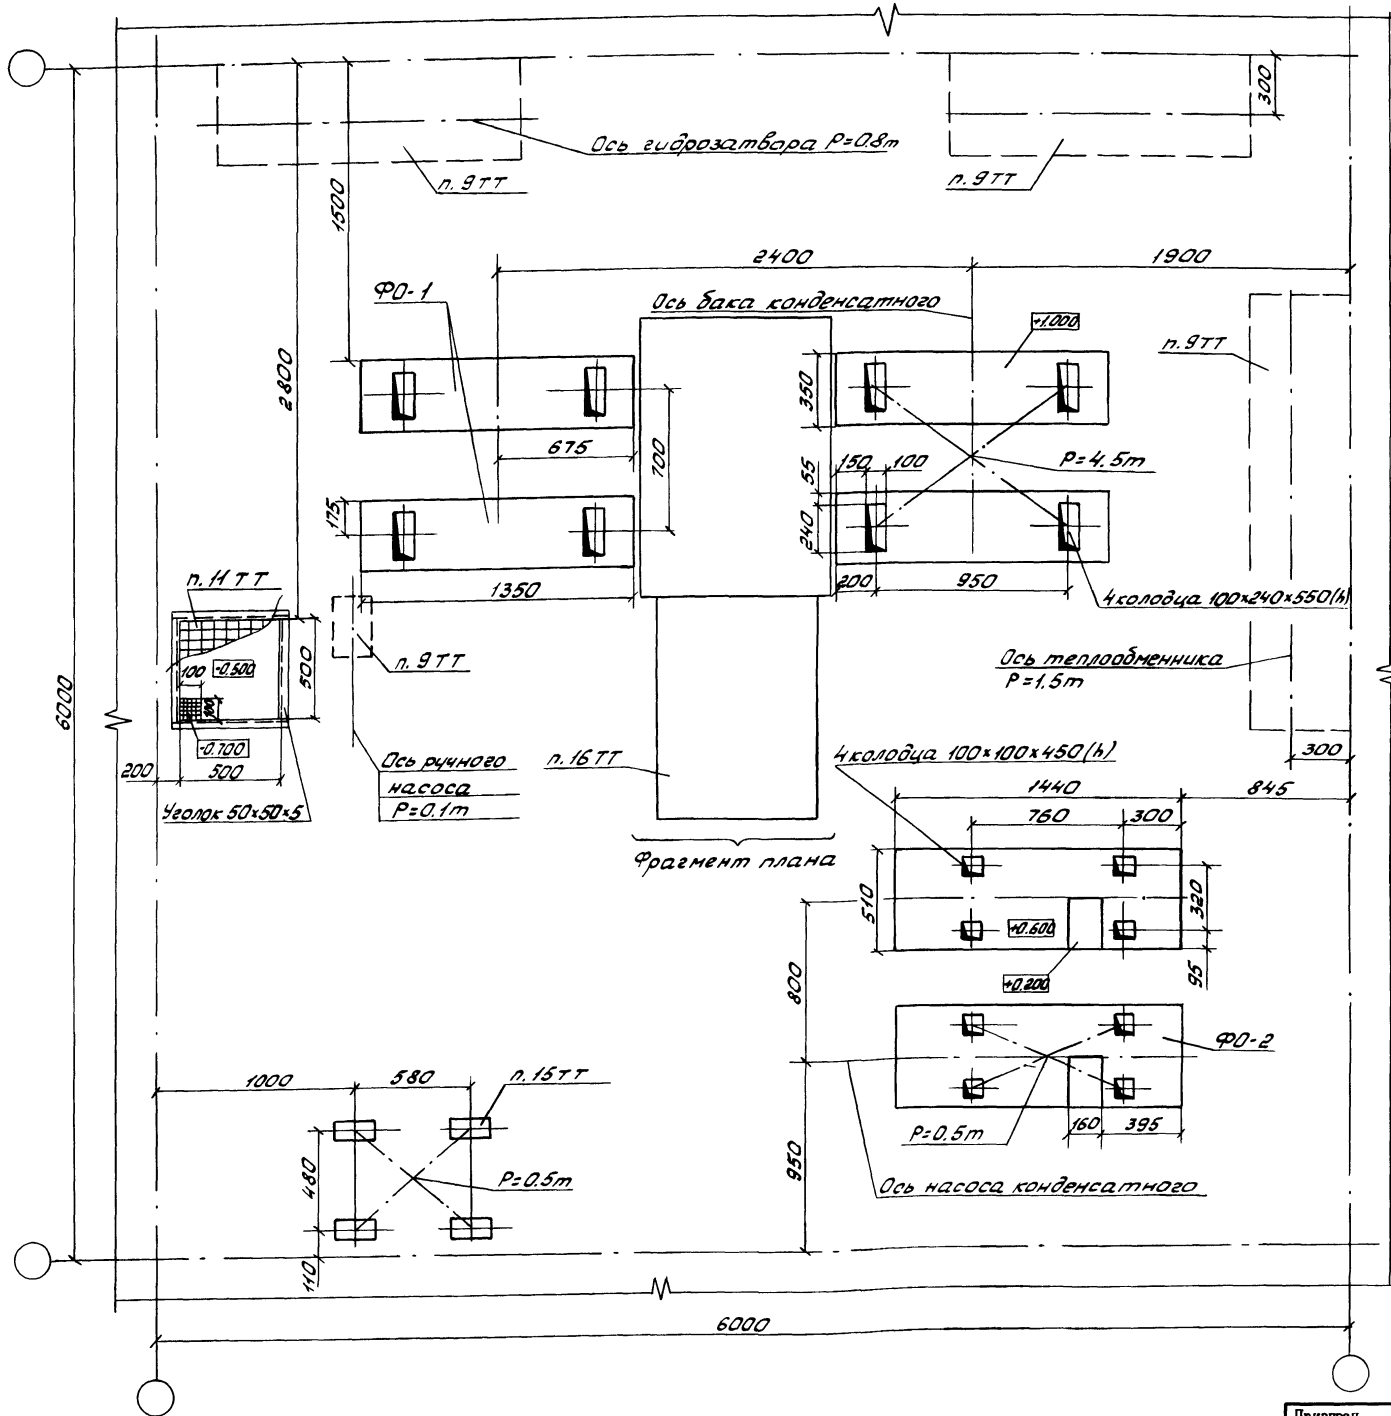 300
Ось гидрозатвора Р=0.8т
п. 9ТТ
п. 9ТТ
1500
2800
6000
2400
1900
ФО-1
Ось бака конденсатного
+1.000
п. 9ТТ
350
675
700
Р=4.5т
150
100
55
175
240
1350
200
950
4 колодца 100×240×550(h)
п. 11 ТТ
100
-0.500
500
100
-0.700
200
500
Уголок 50×50×5
п. 9ТТ
Ось ручного
насоса
Р=0.1т
п. 16ТТ
Фрагмент плана
Ось теплообменника
Р=1.5т
300
4 колодца 100×100×450(h)
1440
845
760
300
510
320
+0.600
95
+0.200
800
ФО-2
1000
580
п. 15ТТ
160
395
Р=0.5т
950
480
Р=0.5т
Ось насоса конденсатного
110
6000